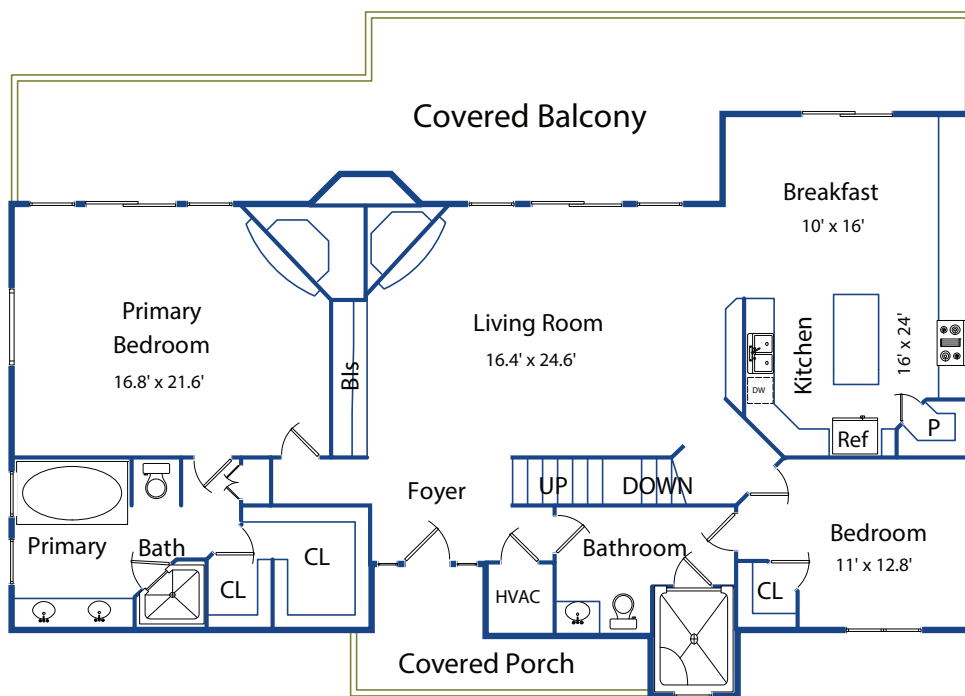 Covered Balcony
Breakfast
10' x 16'
Primary
Bedroom
16.8' x 21.6'
Living Room
16.4' x 24.6'
BIs
Kitchen
16' x 24'
DW
Ref
P
Foyer
UP
DOWN
Primary
Bath
CL
CL
HVAC
Bathroom
Bedroom
11' x 12.8'
CL
Covered Porch